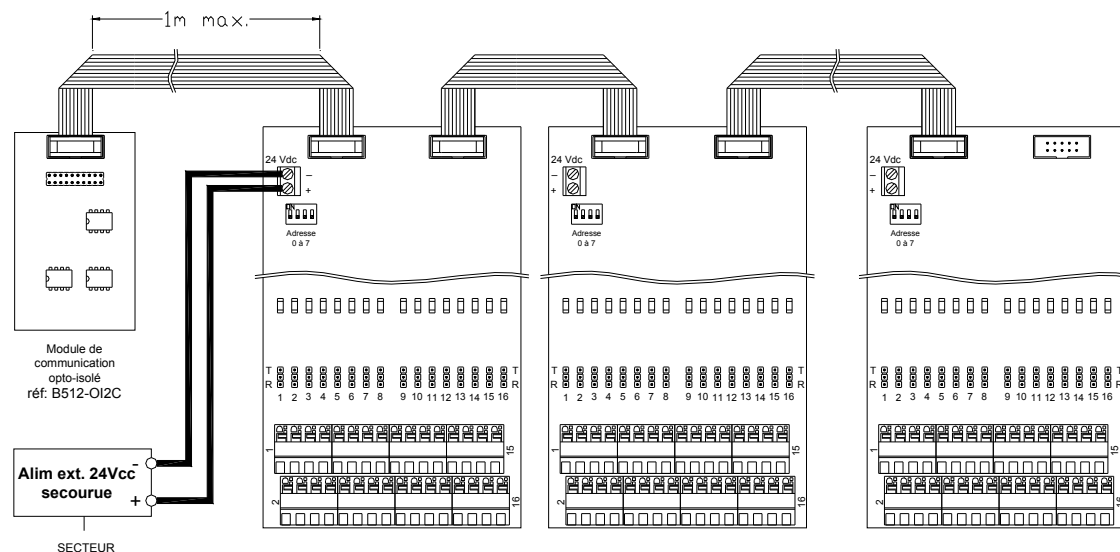 1m max.
24 Vdc
–
+
ON
Adresse
0 à 7
24 Vdc
–
+
ON
Adresse
0 à 7
24 Vdc
–
+
ON
Adresse
0 à 7
Module de
communication
opto-isolé
réf: B512-OI2C
T T
R R
1 2 3 4 5 6 7 8 9 10 11 12 13 14 15 16
1 15
2 16
T T
R R
1 2 3 4 5 6 7 8 9 10 11 12 13 14 15 16
1 15
2 16
T T
R R
1 2 3 4 5 6 7 8 9 10 11 12 13 14 15 16
1 15
2 16
Alim ext. 24Vcc -
secourue +
SECTEUR